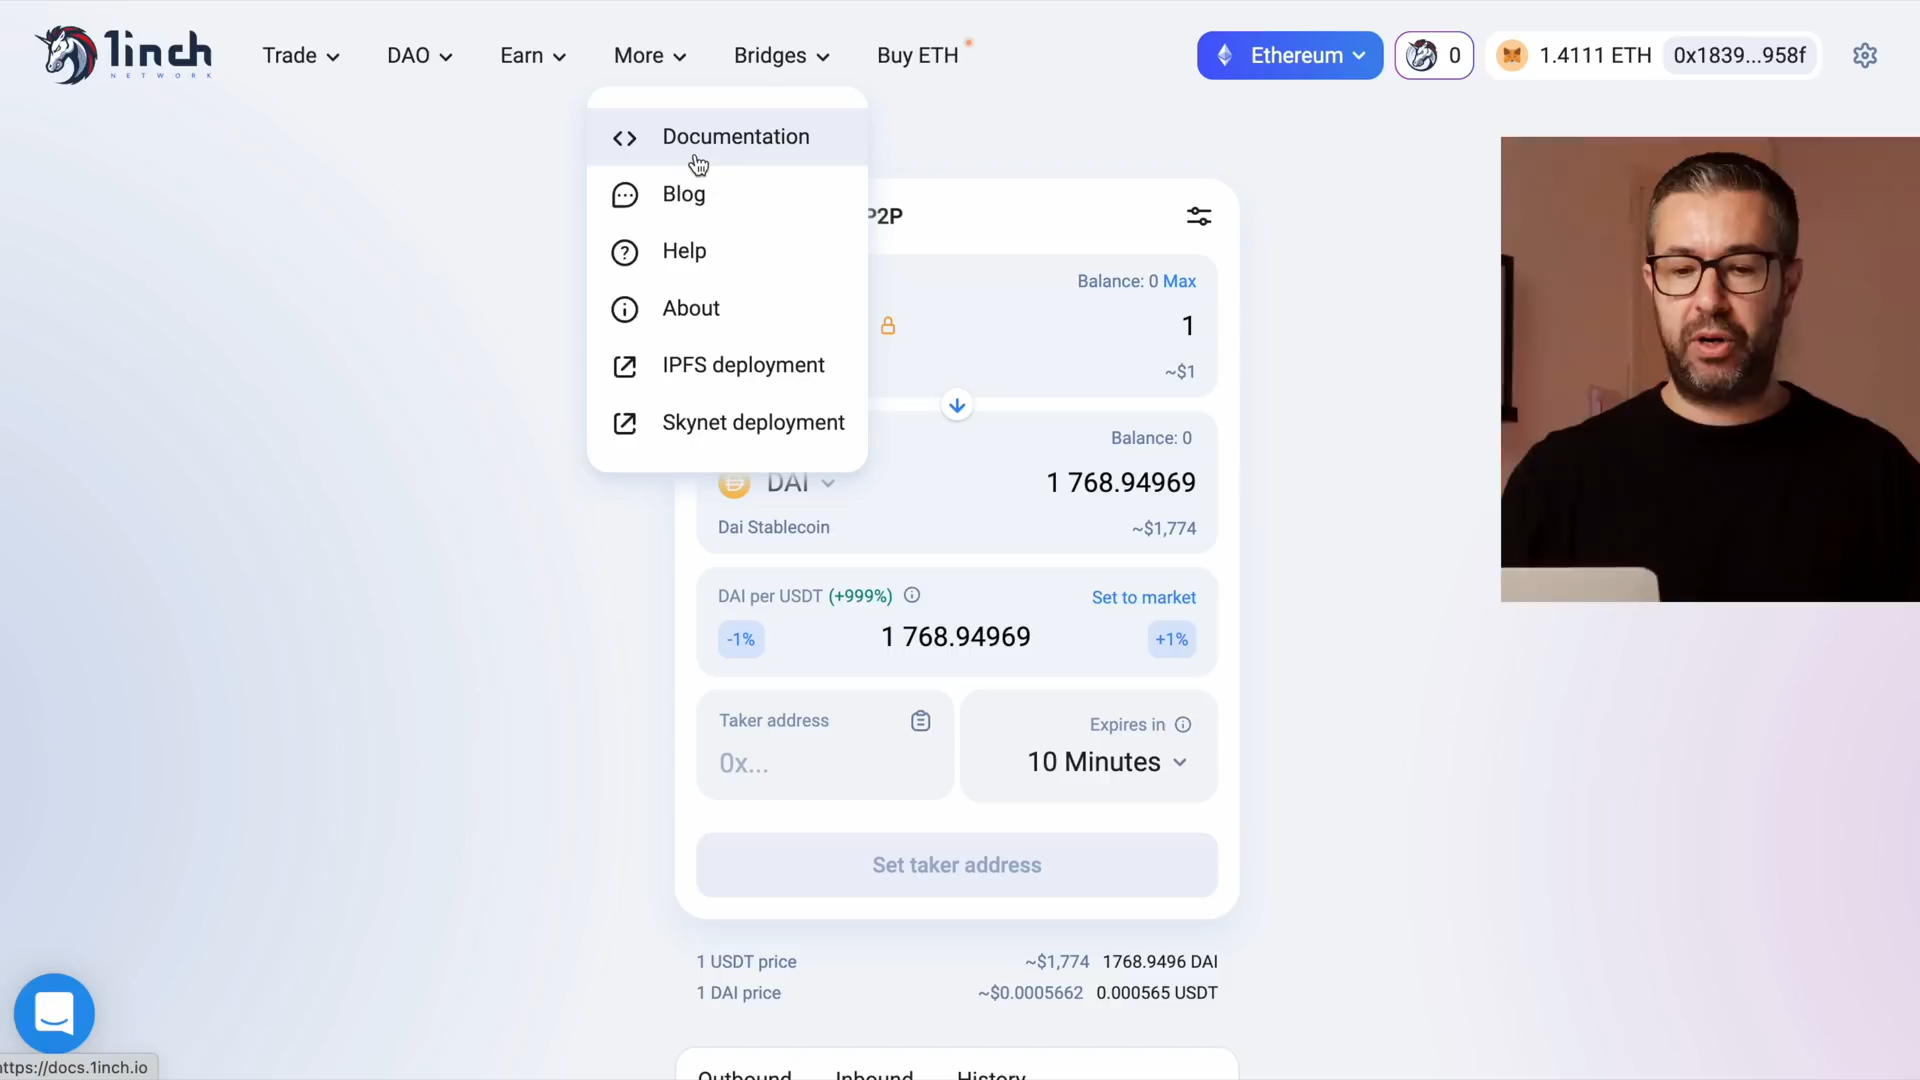 1inch
NETWORK
Trade
DAO
Earn
More
Bridges
Buy ETH
Ethereum
0
1.4111 ETH
0x1839...958f
Documentation
Blog
Help
About
IPFS deployment
Skynet deployment
P2P
Balance: 0 Max
1
~$1
Balance: 0
DAI
1 768.94969
Dai Stablecoin
~$1,774
DAI per USDT (+999%)
Set to market
-1%
1 768.94969
+1%
Taker address
0x...
Expires in
10 Minutes
Set taker address
1 USDT price
~$1,774 1768.9496 DAI
1 DAI price
~$0.0005662 0.000565 USDT
Outbound
Inbound
History
https://docs.1inch.io